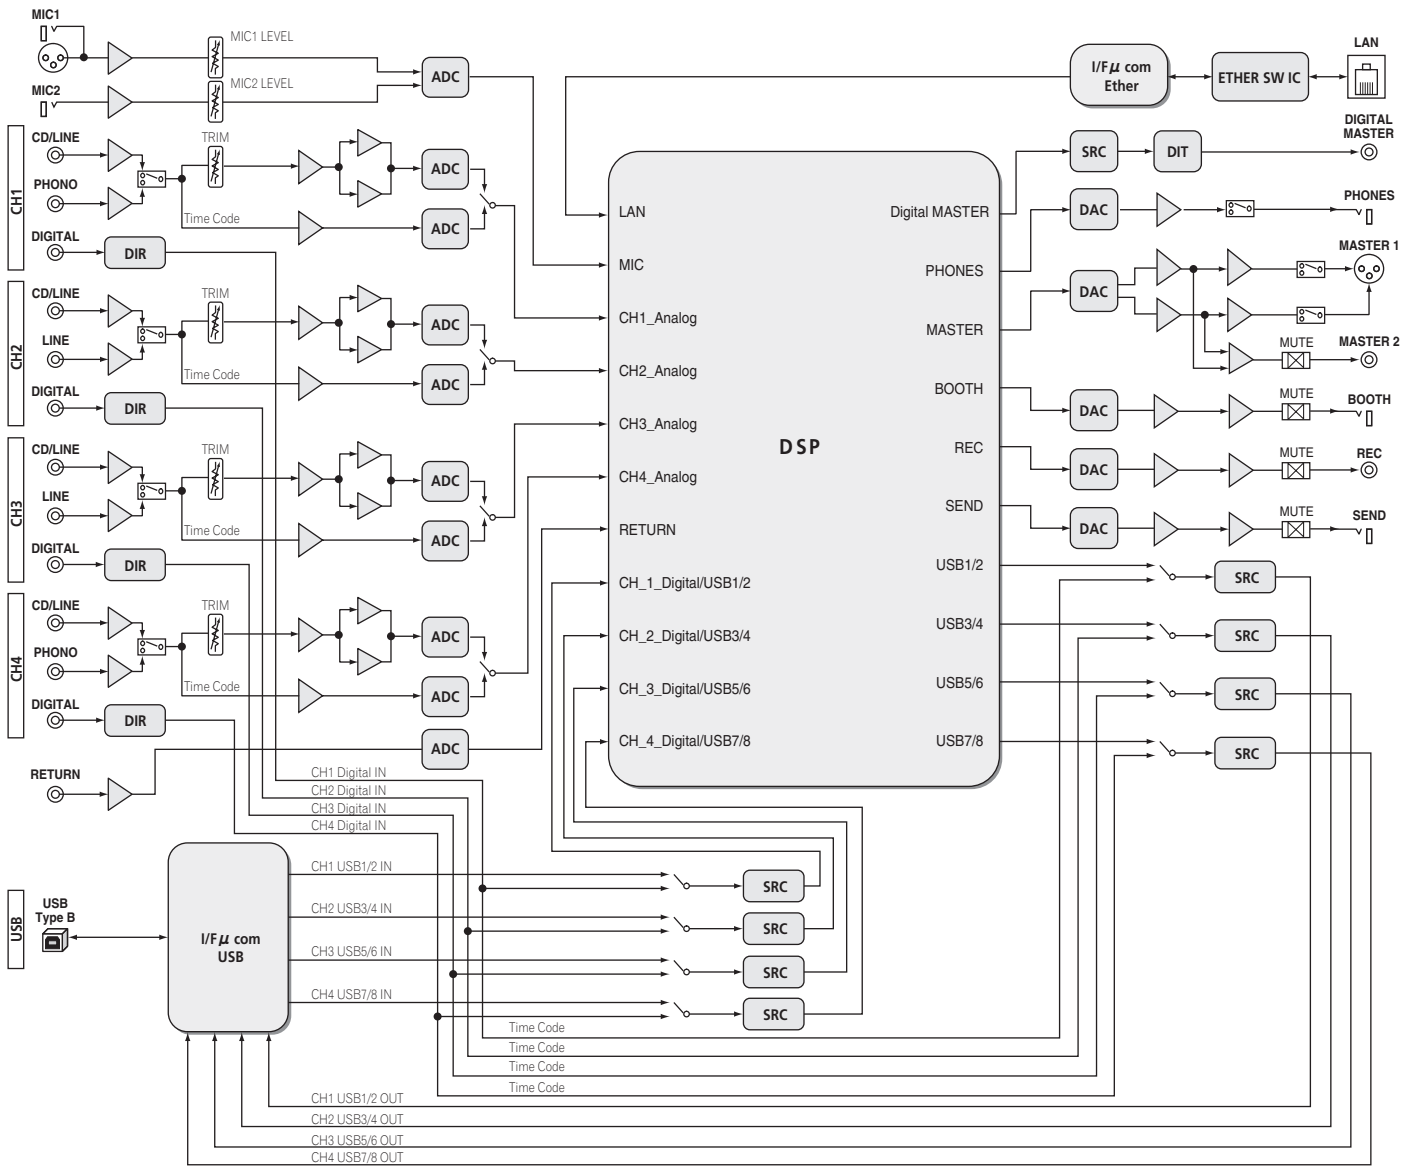 MIC1
MIC1 LEVEL
ADC
MIC2
MIC2 LEVEL
CH1
CD/LINE
TRIM
ADC
PHONO
Time Code
ADC
DIGITAL
DIR
CH2
CD/LINE
TRIM
ADC
LINE
Time Code
ADC
DIGITAL
DIR
CH3
CD/LINE
TRIM
ADC
LINE
Time Code
ADC
DIGITAL
DIR
CH4
CD/LINE
TRIM
ADC
PHONO
Time Code
ADC
DIGITAL
DIR
ADC
RETURN
CH1 Digital IN
CH2 Digital IN
CH3 Digital IN
CH4 Digital IN
DSP
LAN
MIC
CH1_Analog
CH2_Analog
CH3_Analog
CH4_Analog
RETURN
CH_1_Digital/USB1/2
CH_2_Digital/USB3/4
CH_3_Digital/USB5/6
CH_4_Digital/USB7/8
Digital MASTER
PHONES
MASTER
BOOTH
REC
SEND
USB1/2
USB3/4
USB5/6
USB7/8
I/F μ com
Ether
ETHER SW IC
LAN
SRC
DIT
DIGITAL
MASTER
DAC
PHONES
DAC
MASTER 1
MUTE
MASTER 2
DAC
MUTE
BOOTH
DAC
MUTE
REC
DAC
MUTE
SEND
SRC
SRC
SRC
SRC
USB
USB
Type B
I/F μ com
USB
CH1 USB1/2 IN
SRC
CH2 USB3/4 IN
SRC
CH3 USB5/6 IN
SRC
CH4 USB7/8 IN
SRC
Time Code
Time Code
Time Code
Time Code
CH1 USB1/2 OUT
CH2 USB3/4 OUT
CH3 USB5/6 OUT
CH4 USB7/8 OUT